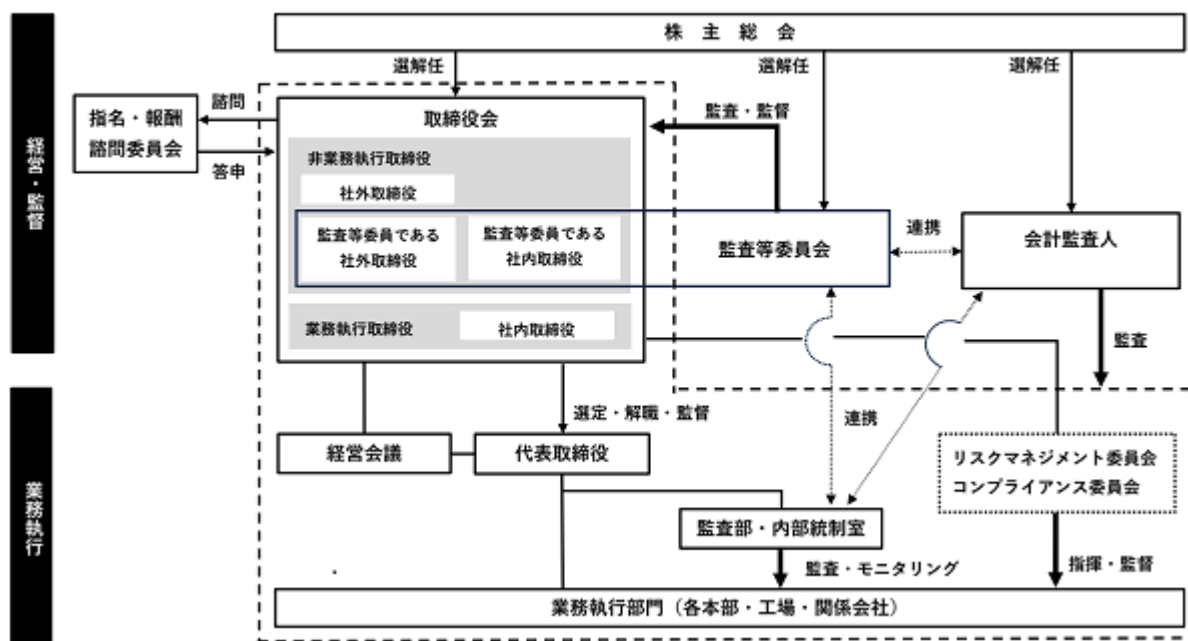 株 主 総 会
選解任
選解任
選解任
経営・監督
指名・報酬
諮問委員会
諮問
答申
取締役会
監査・監督
非業務執行取締役
社外取締役
監査等委員である
社外取締役
監査等委員である
社内取締役
監査等委員会
連携
会計監査人
業務執行取締役
社内取締役
監査
選定・解職・監督
連携
経営会議
代表取締役
リスクマネジメント委員会
コンプライアンス委員会
業務執行
監査部・内部統制室
監査・モニタリング
指揮・監督
業務執行部門（各本部・工場・関係会社）